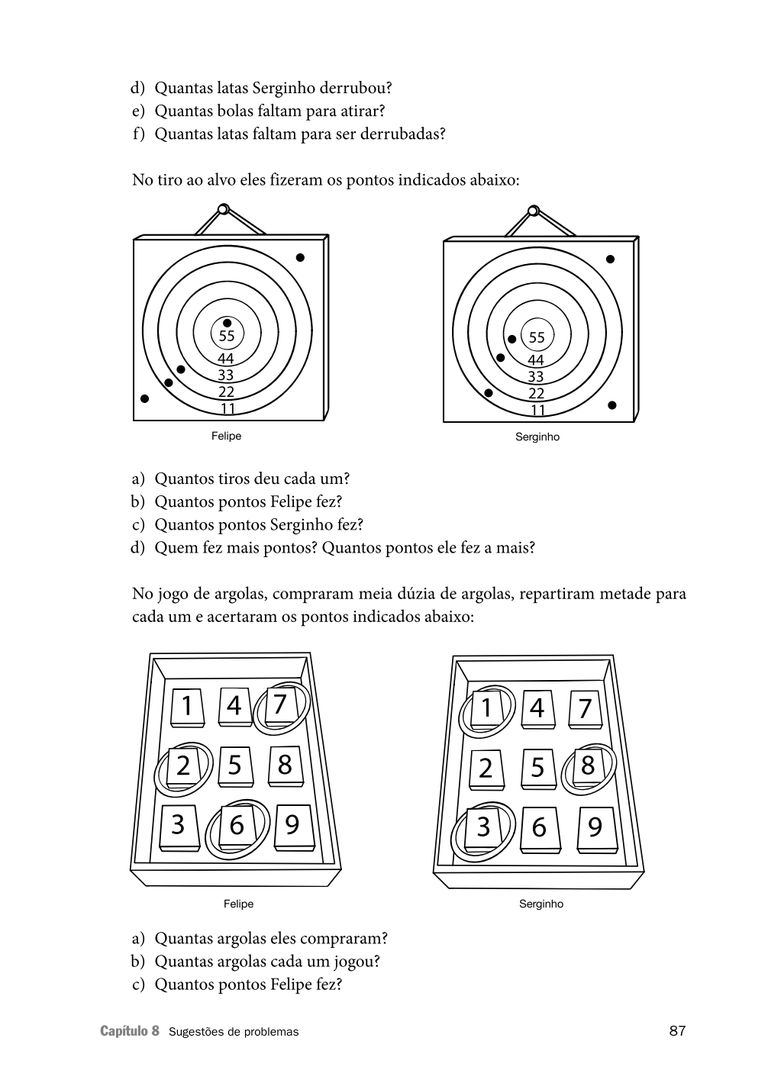 d) Quantas latas Serginho derrubou?
e) Quantas bolas faltam para atirar?
f) Quantas latas faltam para ser derrubadas?
No tiro ao alvo eles fizeram os pontos indicados abaixo:
55
44
33
22
11
Felipe
55
44
33
22
11
Serginho
a) Quantos tiros deu cada um?
b) Quantos pontos Felipe fez?
c) Quantos pontos Serginho fez?
d) Quem fez mais pontos? Quantos pontos ele fez a mais?
No jogo de argolas, compraram meia dúzia de argolas, repartiram metade para
cada um e acertaram os pontos indicados abaixo:
1 4 7
2 5 8
3 6 9
Felipe
1 4 7
2 5 8
3 6 9
Serginho
a) Quantas argolas eles compraram?
b) Quantas argolas cada um jogou?
c) Quantos pontos Felipe fez?
Capítulo 8 Sugestões de problemas 87